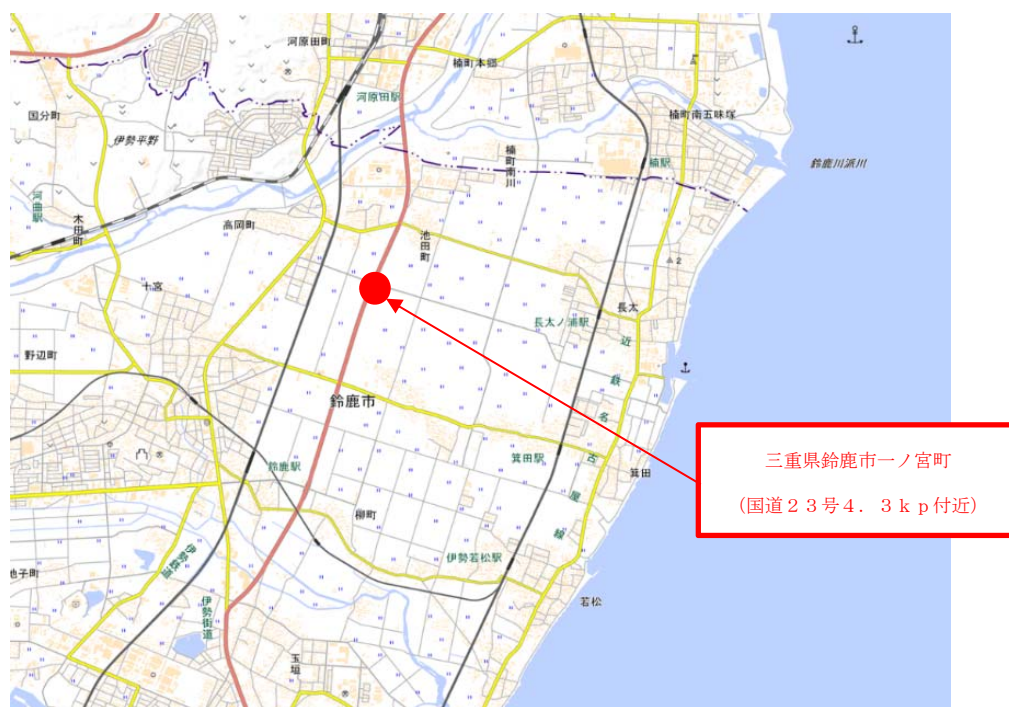 河原田町
楠町本郷
河原田駅
国分町
伊勢平野
楠町南五味塚
楠町南川
楠駅
鈴鹿川派川
河曲駅
木田町
高岡町
池田町
2
十宮
長太
長太ノ浦駅
野辺町
近鉄名古屋線
鈴鹿市
三重県鈴鹿市一ノ宮町
(国道23号4.3kp付近)
鈴鹿駅
箕田駅
箕田
柳町
伊勢若松駅
伊勢鉄道
地子町
伊勢街道
若松
玉垣